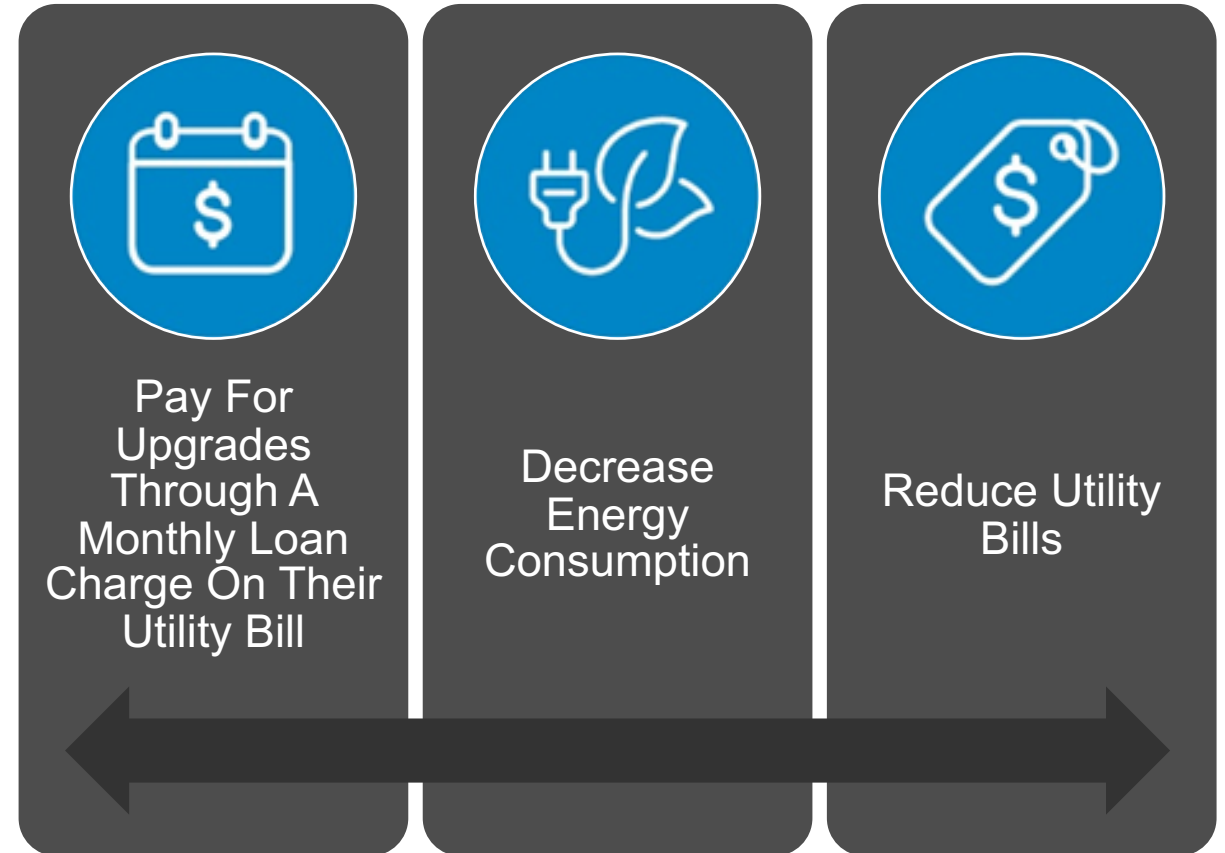 $
Pay For
Upgrades
Through A
Monthly Loan
Charge On Their
Utility Bill
Decrease
Energy
Consumption
$
Reduce Utility
Bills